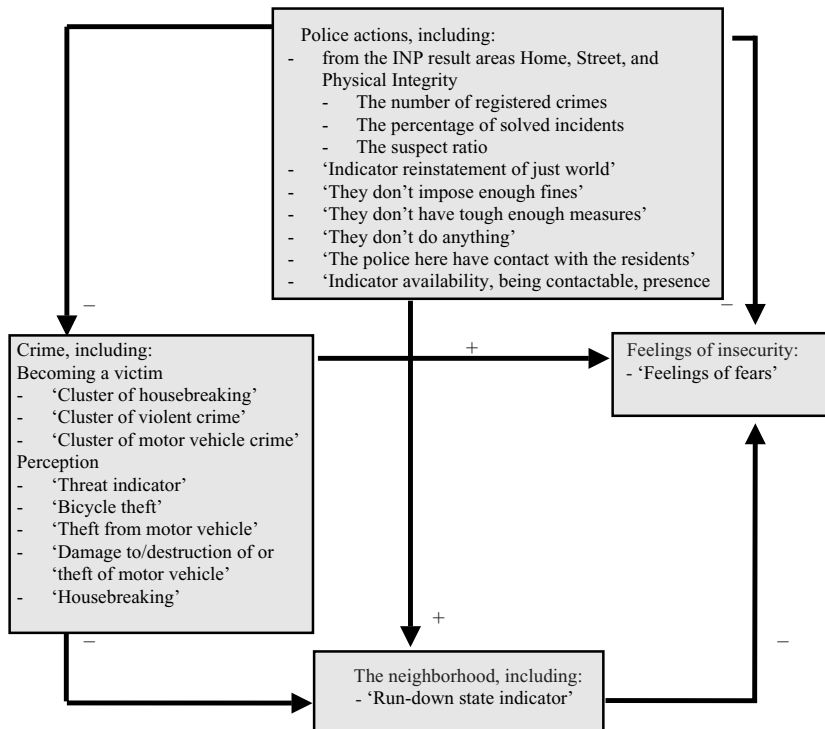 Police actions, including:
- from the INP result areas Home, Street, and
Physical Integrity
- The number of registered crimes
- The percentage of solved incidents
- The suspect ratio
- ‘Indicator reinstatement of just world’
- ‘They don’t impose enough fines’
- ‘They don’t have tough enough measures’
- ‘They don’t do anything’
- ‘The police here have contact with the residents’
- ‘Indicator availability, being contactable, presence
–
–
Crime, including:
Becoming a victim
- ‘Cluster of housebreaking’
- ‘Cluster of violent crime’
- ‘Cluster of motor vehicle crime’
Perception
- ‘Threat indicator’
- ‘Bicycle theft’
- ‘Theft from motor vehicle’
- ‘Damage to/destruction of or
‘theft of motor vehicle’
- ‘Housebreaking’
+
Feelings of insecurity:
- ‘Feelings of fears’
+
–
–
The neighborhood, including:
- ‘Run-down state indicator’